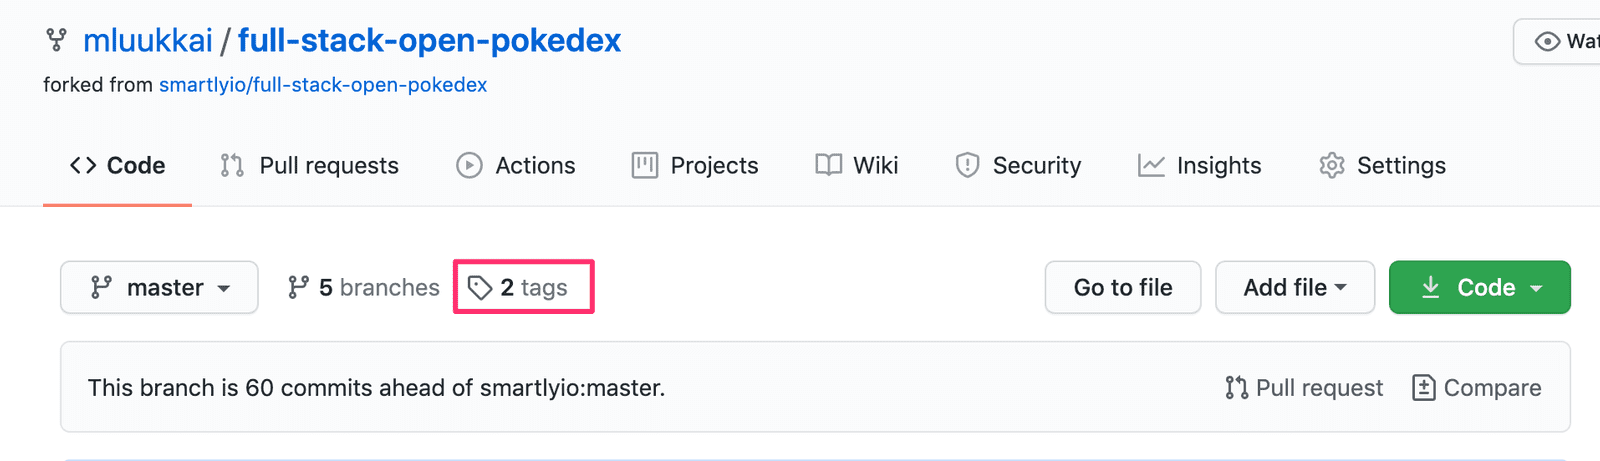 mluukkai / full-stack-open-pokedex
Wat
forked from smartlyio/full-stack-open-pokedex
Code Pull requests Actions Projects Wiki Security Insights Settings
master 5 branches 2 tags Go to file Add file Code
This branch is 60 commits ahead of smartlyio:master. Pull request Compare